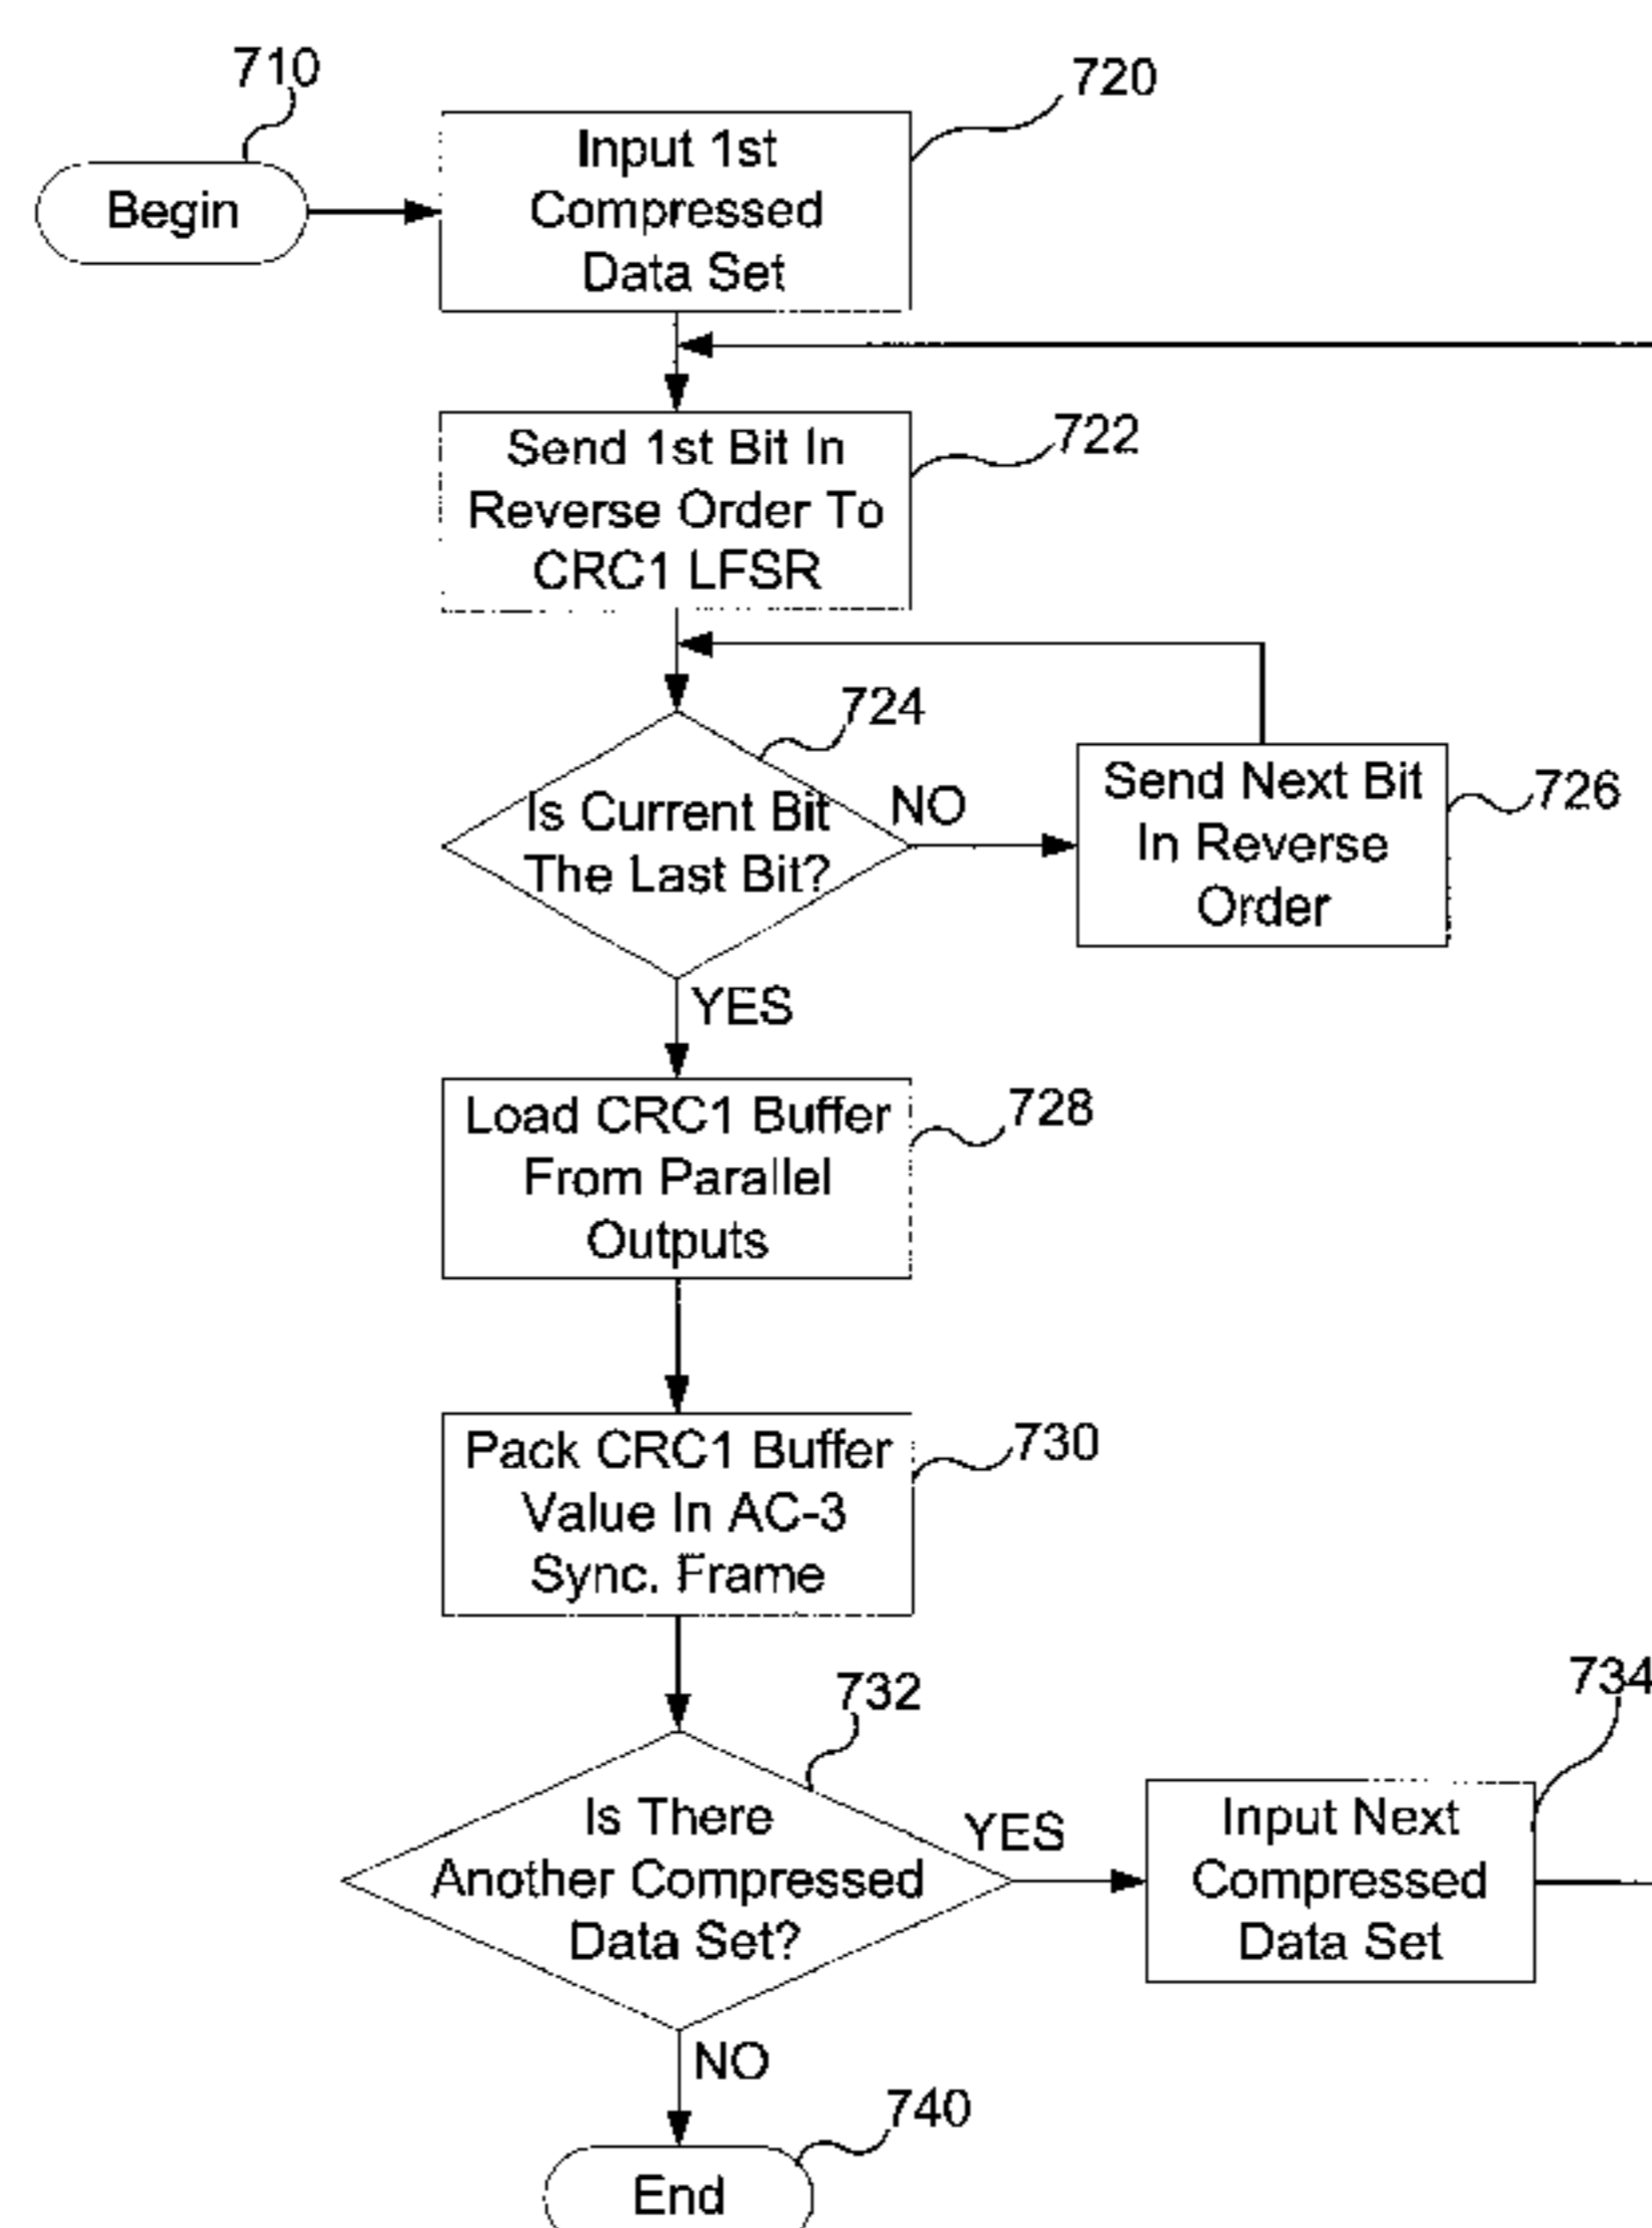 710
Begin
720
Input 1st
Compressed
Data Set
722
Send 1st Bit In
Reverse Order To
CRC1 LFSR
724
Is Current Bit
The Last Bit?
NO
726
Send Next Bit
In Reverse
Order
YES
728
Load CRC1 Buffer
From Parallel
Outputs
730
Pack CRC1 Buffer
Value In AC-3
Sync. Frame
732
Is There
Another Compressed
Data Set?
YES
734
Input Next
Compressed
Data Set
NO
740
End